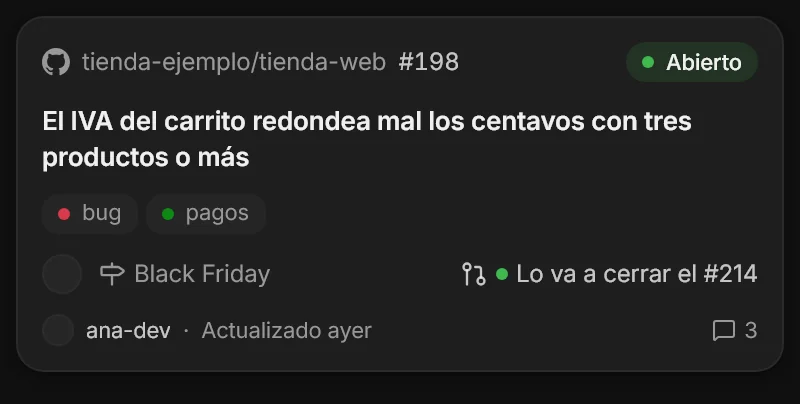 tienda-ejemplo/tienda-web #198
Abierto
El IVA del carrito redondea mal los centavos con tres
productos o más
bug
pagos
Black Friday
Lo va a cerrar el #214
ana-dev · Actualizado ayer
3